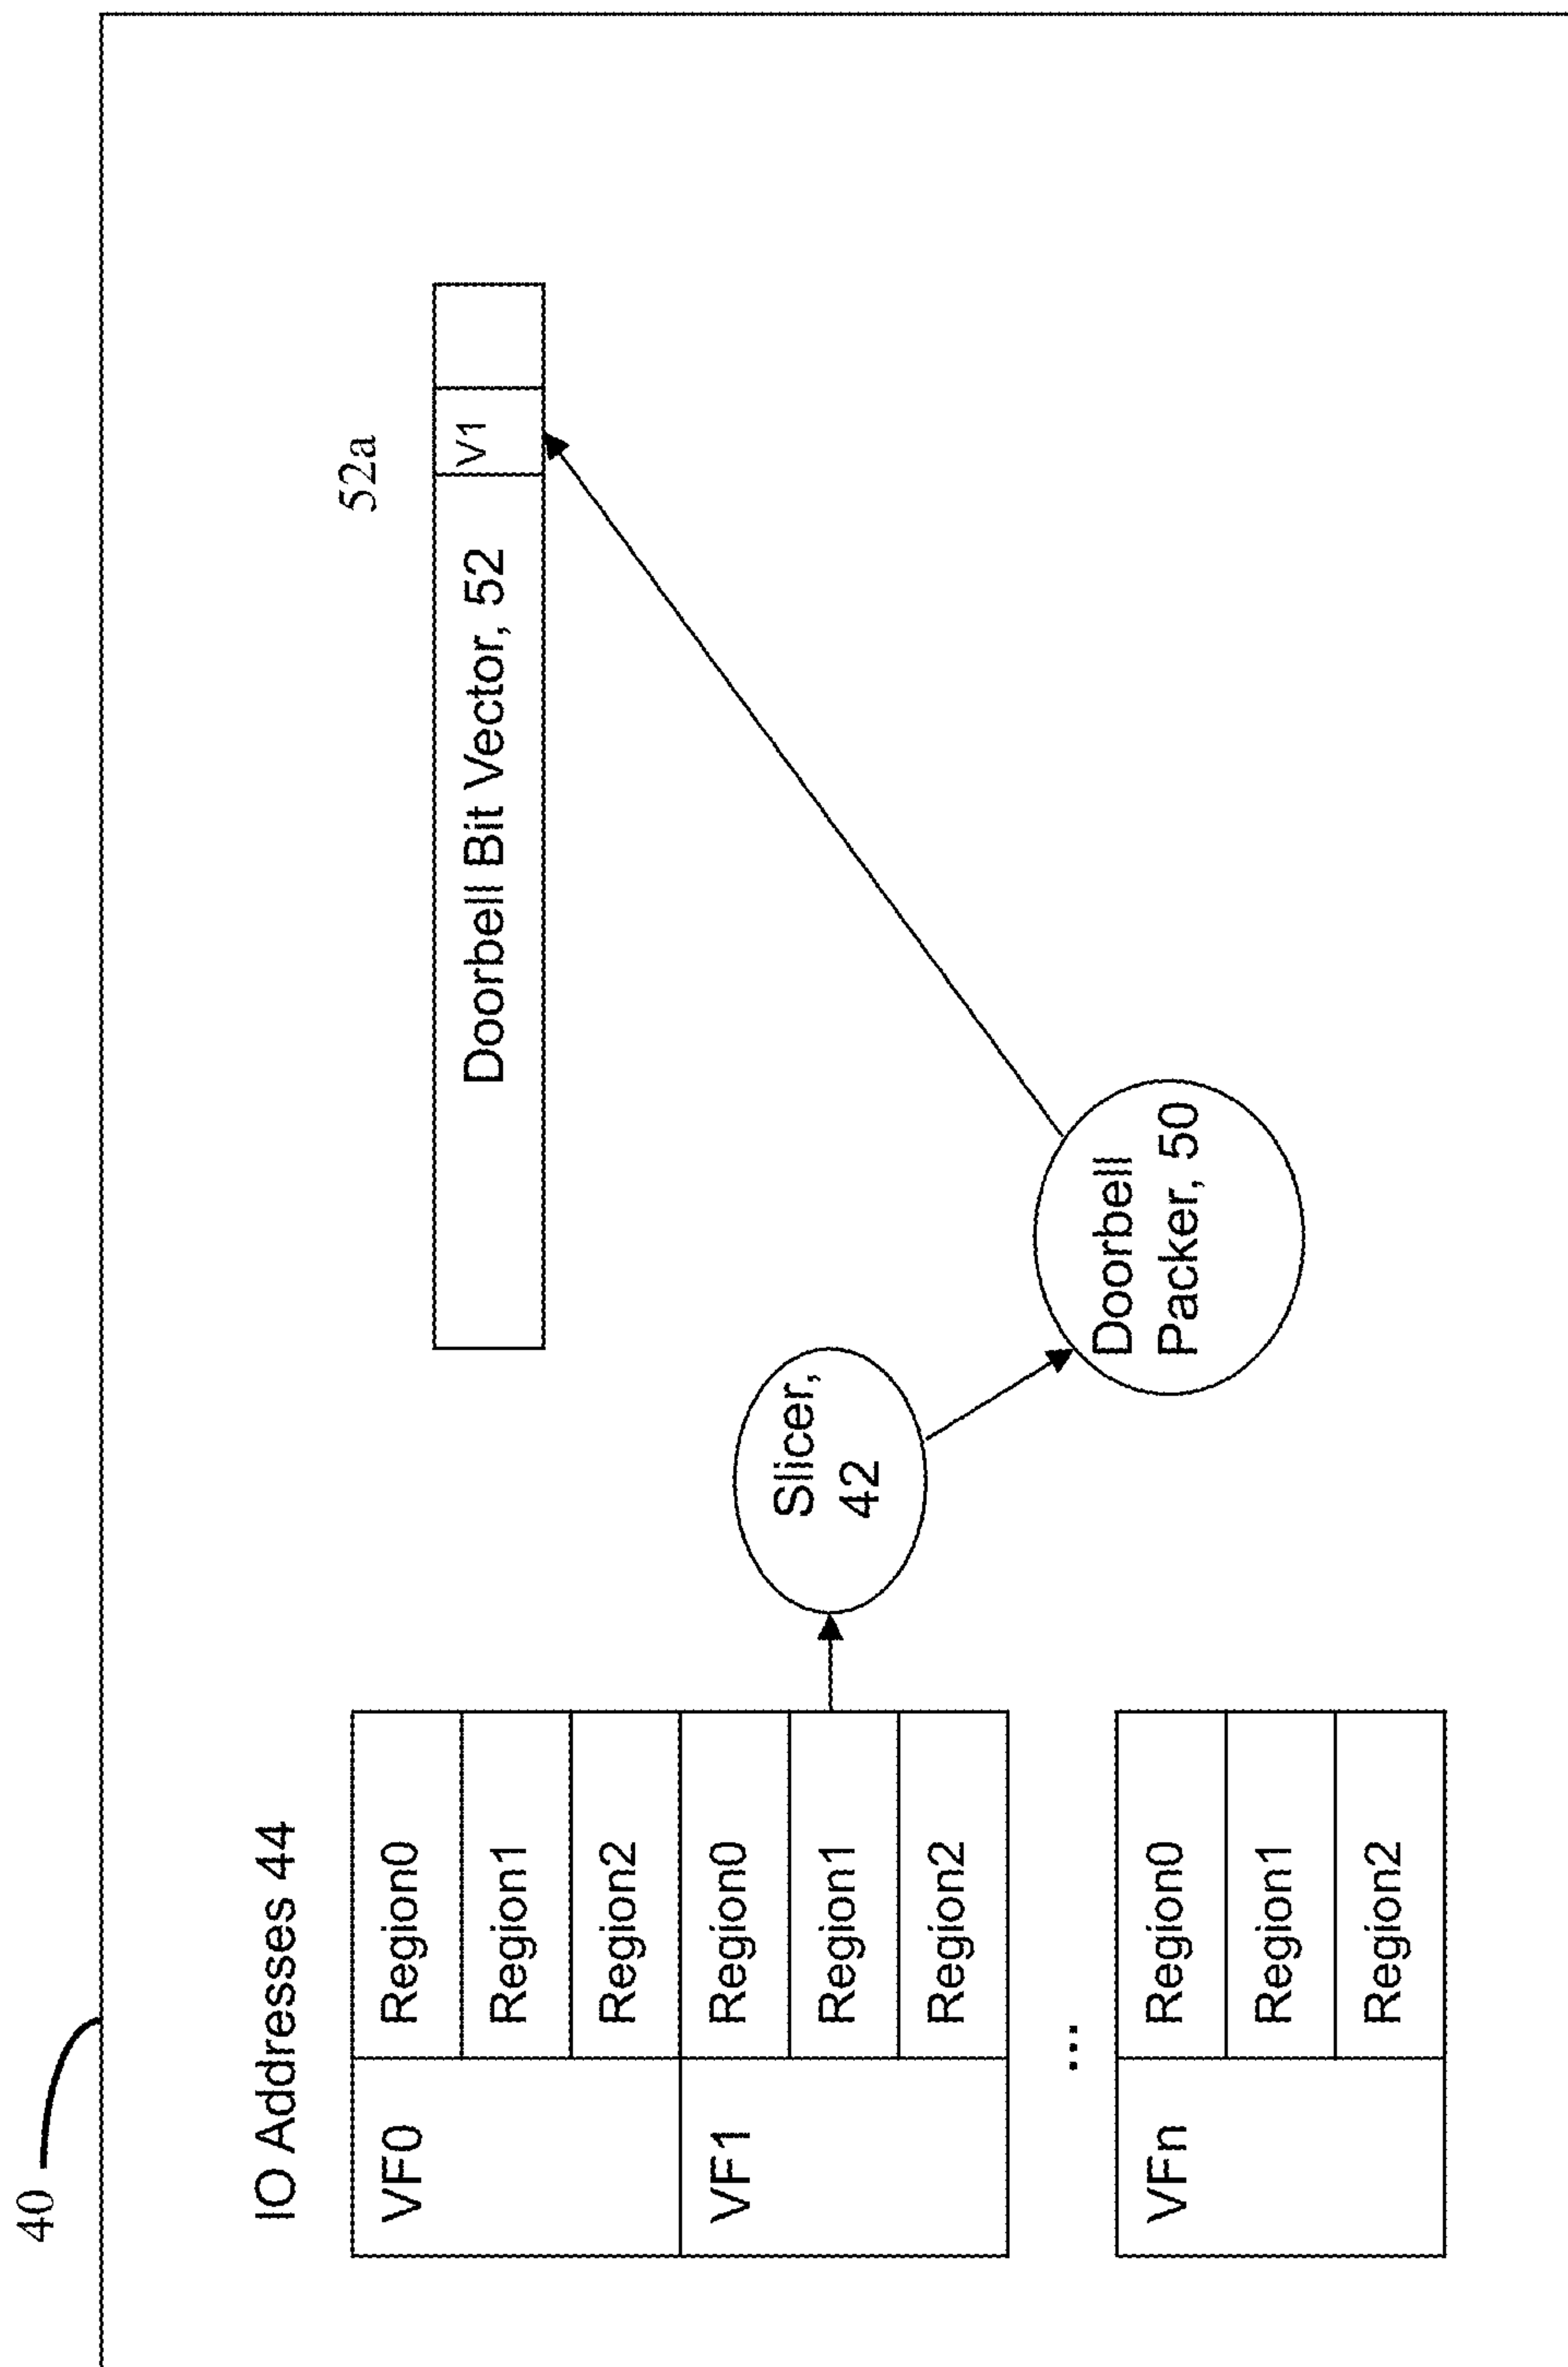 40
IO Addresses 44
VF0
Region0
Region1
Region2
VF1
Region0
Region1
Region2
...
VFn
Region0
Region1
Region2
Slicer,
42
Doorbell
Packer, 50
52a
Doorbell Bit Vector, 52
V1